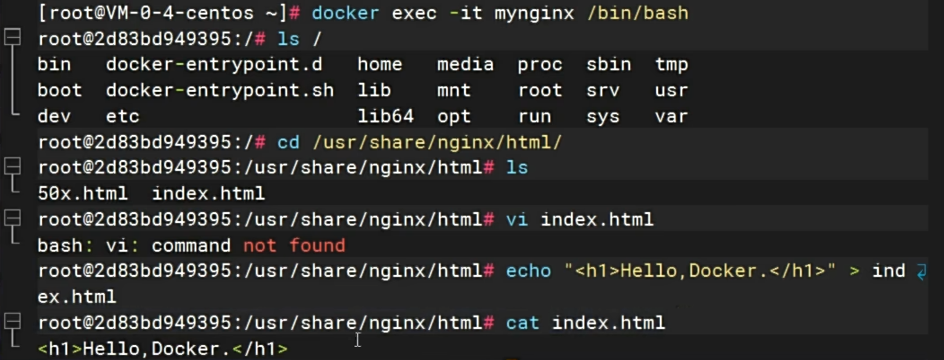 [root@VM-0-4-centos ~]# docker exec -it mynginx /bin/bash
root@2d83bd949395:/# ls /
bin   docker-entrypoint.d   home   media  proc  sbin  tmp
boot  docker-entrypoint.sh  lib    mnt    root  srv   usr
dev   etc                   lib64  opt    run   sys   var
root@2d83bd949395:/# cd /usr/share/nginx/html/
root@2d83bd949395:/usr/share/nginx/html# ls
50x.html  index.html
root@2d83bd949395:/usr/share/nginx/html# vi index.html
bash: vi: command not found
root@2d83bd949395:/usr/share/nginx/html# echo "<h1>Hello,Docker.</h1>" > ind
ex.html
root@2d83bd949395:/usr/share/nginx/html# cat index.html
<h1>Hello,Docker.</h1>